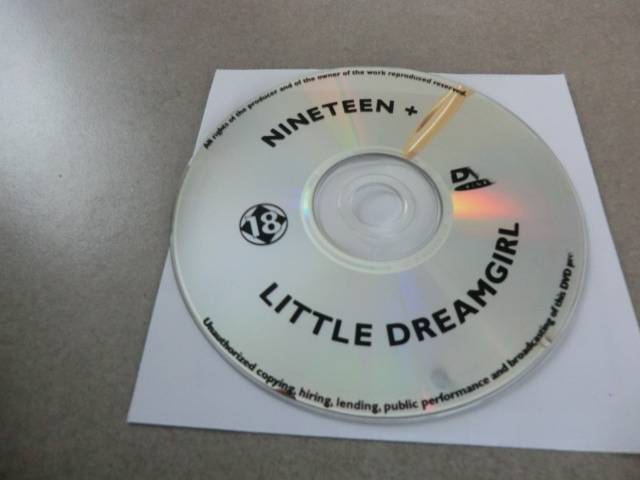 All rights of the producer and of the owner of the work reproduced reserved.
NINETEEN +
18
LITTLE DREAMGIRL
Unauthorized copying, hiring, lending, public performance and broadcasting of this DVD pro